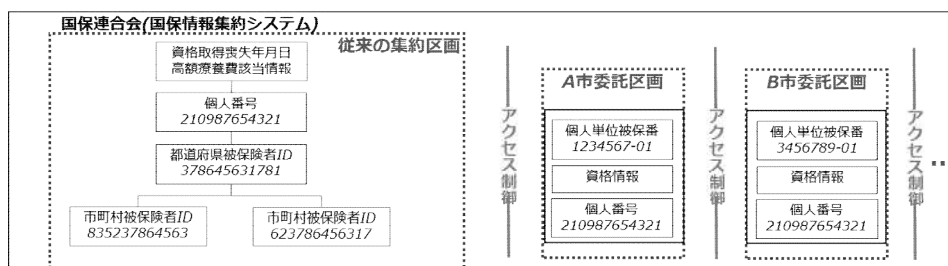 国保連合会(国保情報集約システム)
従来の集約区画
資格取得喪失年月日
高額療養費該当情報
個人番号
210987654321
都道府県被保険者ID
378645631781
市町村被保険者ID
835237864563
市町村被保険者ID
623786456317
アクセス制御
A市委託区画
個人単位被保番
1234567-01
資格情報
個人番号
210987654321
アクセス制御
B市委託区画
個人単位被保番
3456789-01
資格情報
個人番号
210987654321
アクセス制御
…